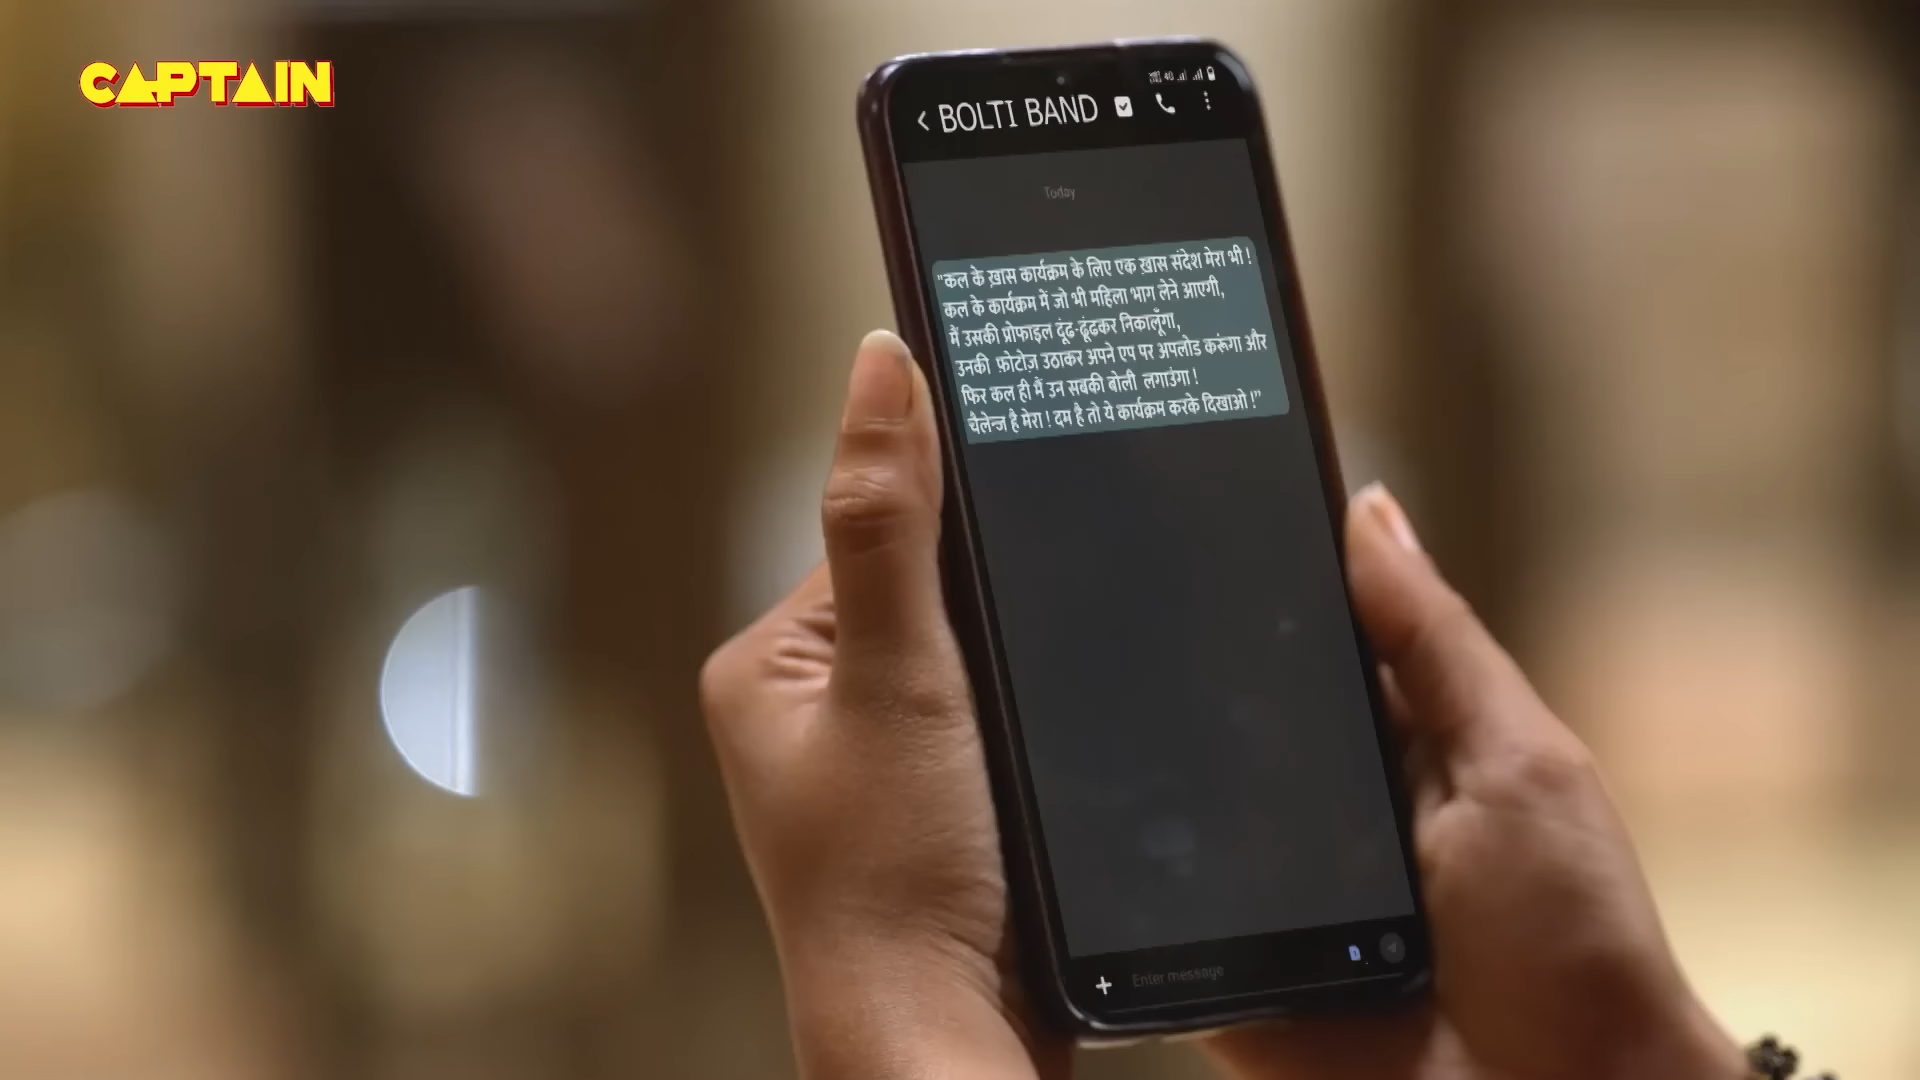 CAPTAIN
4G
BOLTI BAND
Today
"कल के ख़ास कार्यक्रम के लिए एक ख़ास संदेश मेरा भी !
कल के कार्यक्रम में जो भी महिला भाग लेने आएगी,
मैं उसकी प्रोफाइल दूंढ-ढूंढकर निकालूँगा,
उनकी फ़ोटोज़ उठाकर अपने एप पर अपलोड करूंगा और
फिर कल ही मैं उन सबकी बोली लगाउंगा !
चैलेन्ज है मेरा ! दम है तो ये कार्यक्रम करके दिखाओ !"
Enter message